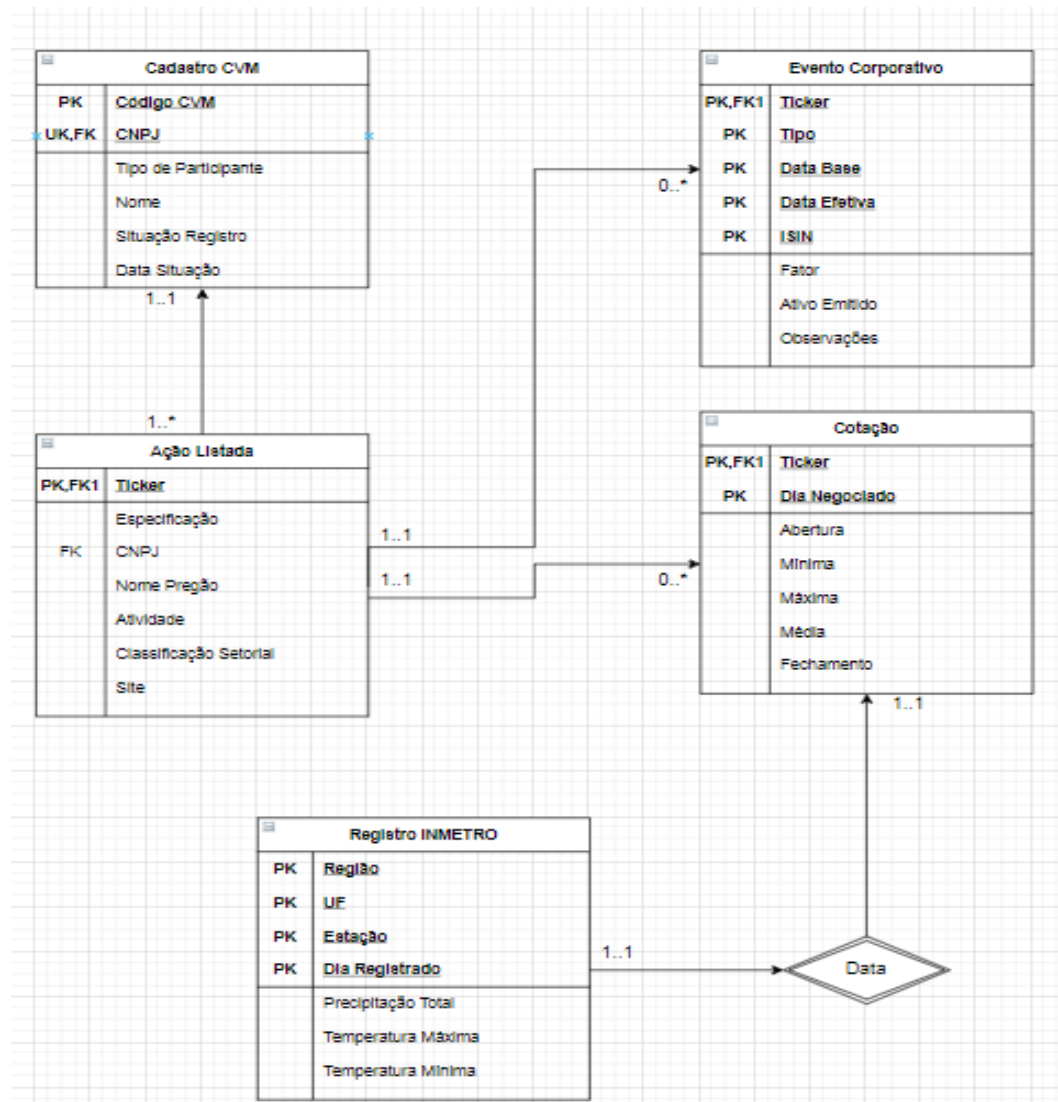 Cadastro CVM
PK Código CVM
UK,FK CNPJ
Tipo de Participante
Nome
Situação Registro
Data Situação
1..1
1..*
Ação Listada
PK,FK1 Ticker
Especificação
FK CNPJ
Nome Pregão
Atividade
Classificação Setorial
Site
1..1
1..1
0..*
0..*
Evento Corporativo
PK,FK1 Ticker
PK Tipo
PK Data Base
PK Data Efetiva
PK ISIN
Fator
Ativo Emitido
Observações
Cotação
PK,FK1 Ticker
PK Dia Negociado
Abertura
Mínima
Máxima
Média
Fechamento
1..1
Registro INMETRO
PK Região
PK UF
PK Estação
PK Dia Registrado
Precipitação Total
Temperatura Máxima
Temperatura Mínima
1..1
Data